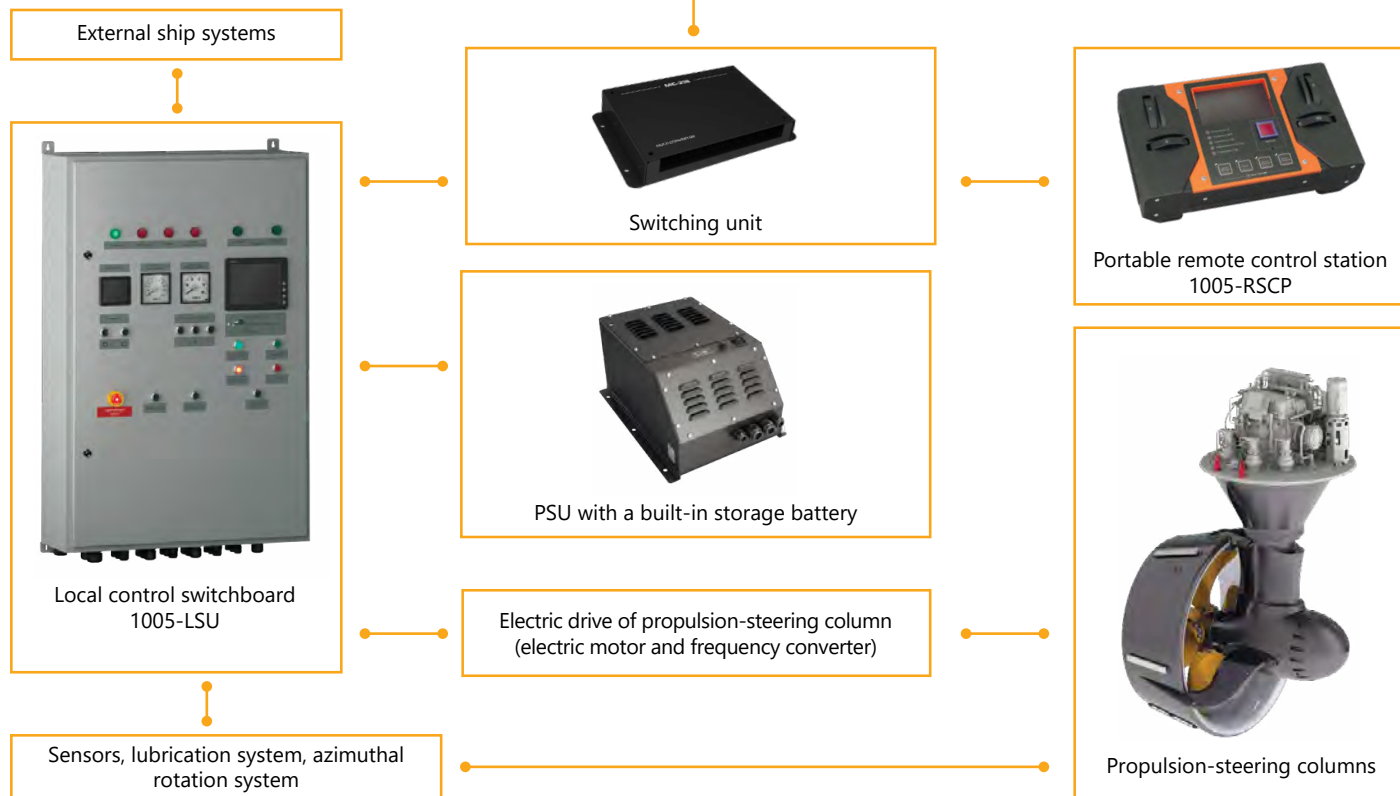 External ship systems
Switching unit
Portable remote control station
1005-RSCP
PSU with a built-in storage battery
Local control switchboard
1005-LSU
Electric drive of propulsion-steering column
(electric motor and frequency converter)
Sensors, lubrication system, azimuthal
rotation system
Propulsion-steering columns